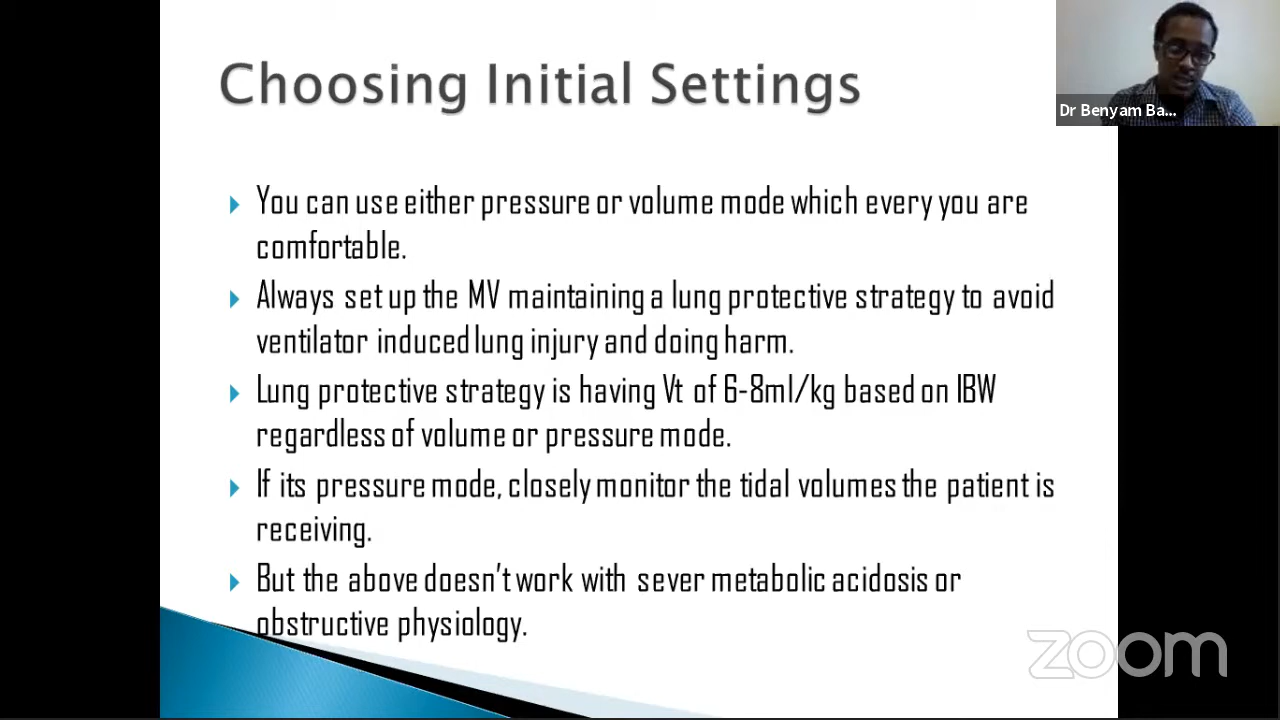 Choosing Initial Settings
Dr Benyam Ba...
You can use either pressure or volume mode which every you are
comfortable.
Always set up the MV maintaining a lung protective strategy to avoid
ventilator induced lung injury and doing harm.
Lung protective strategy is having Vt of 6-8ml/kg based on IBW
regardless of volume or pressure mode.
If its pressure mode, closely monitor the tidal volumes the patient is
receiving.
But the above doesn't work with sever metabolic acidosis or
obstructive physiology.
zoom